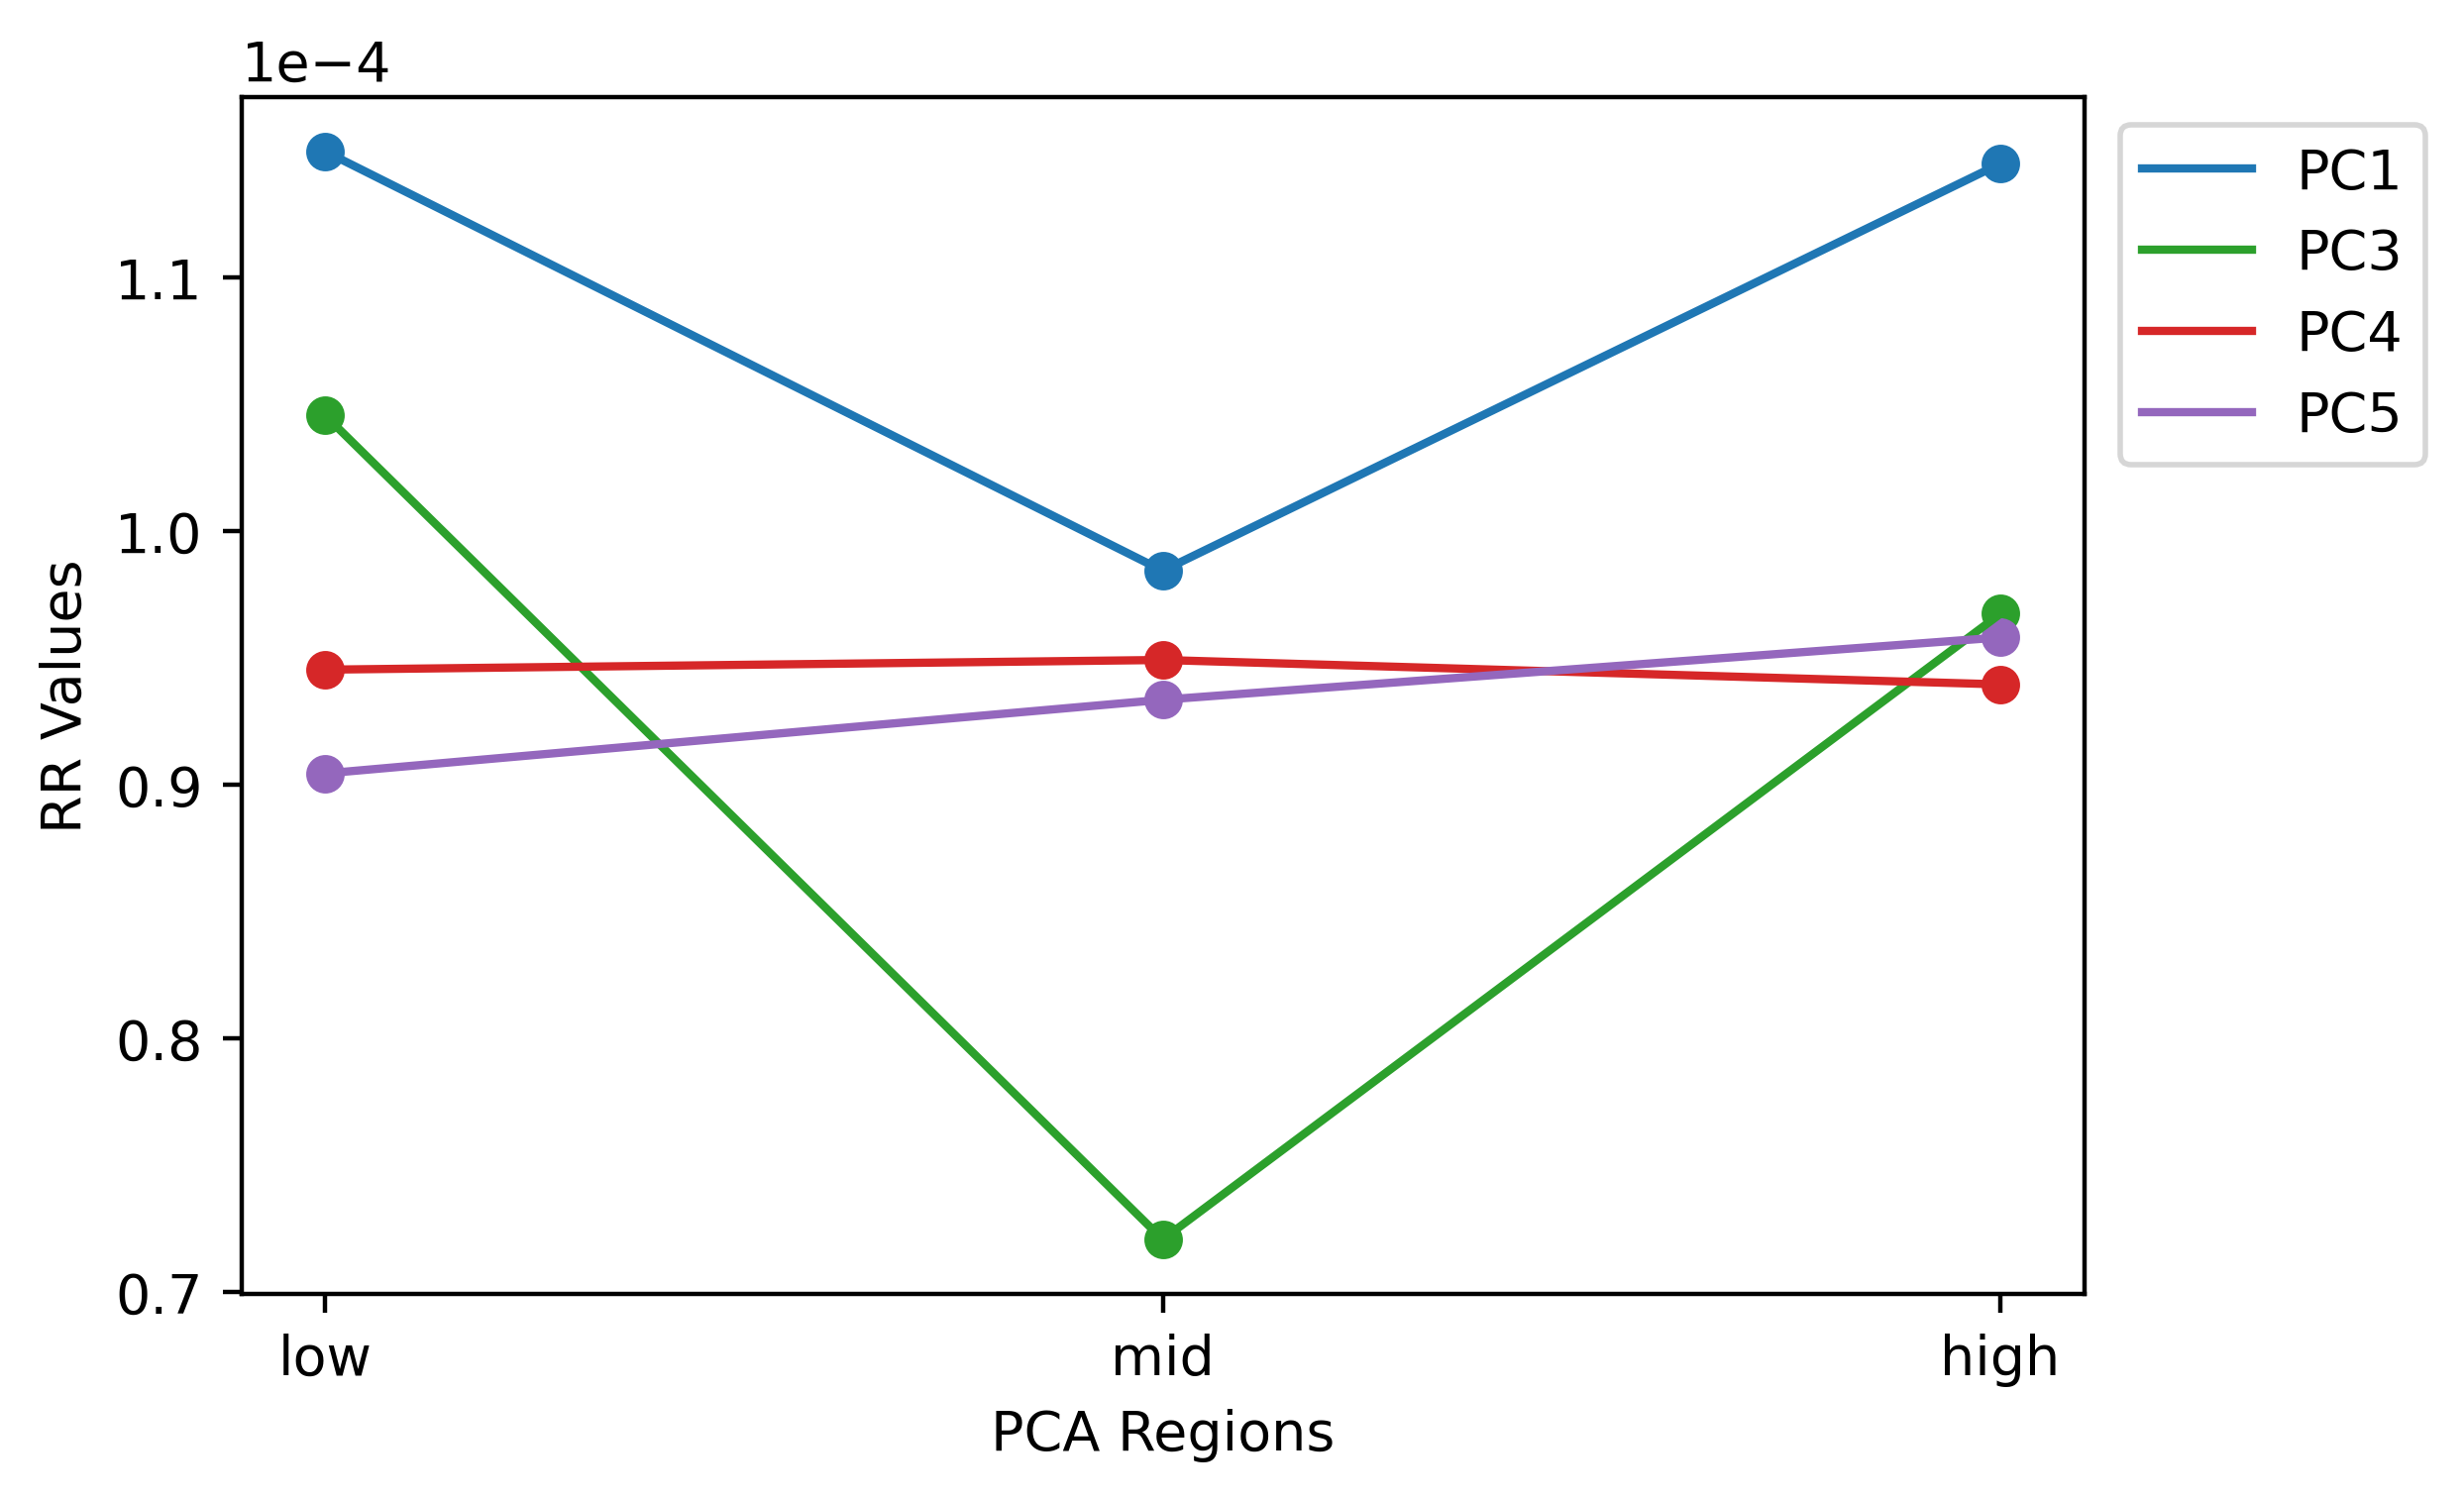 1e−4
1.1
1.0
0.9
0.8
0.7
RR Values
low mid high
PCA Regions
PC1
PC3
PC4
PC5